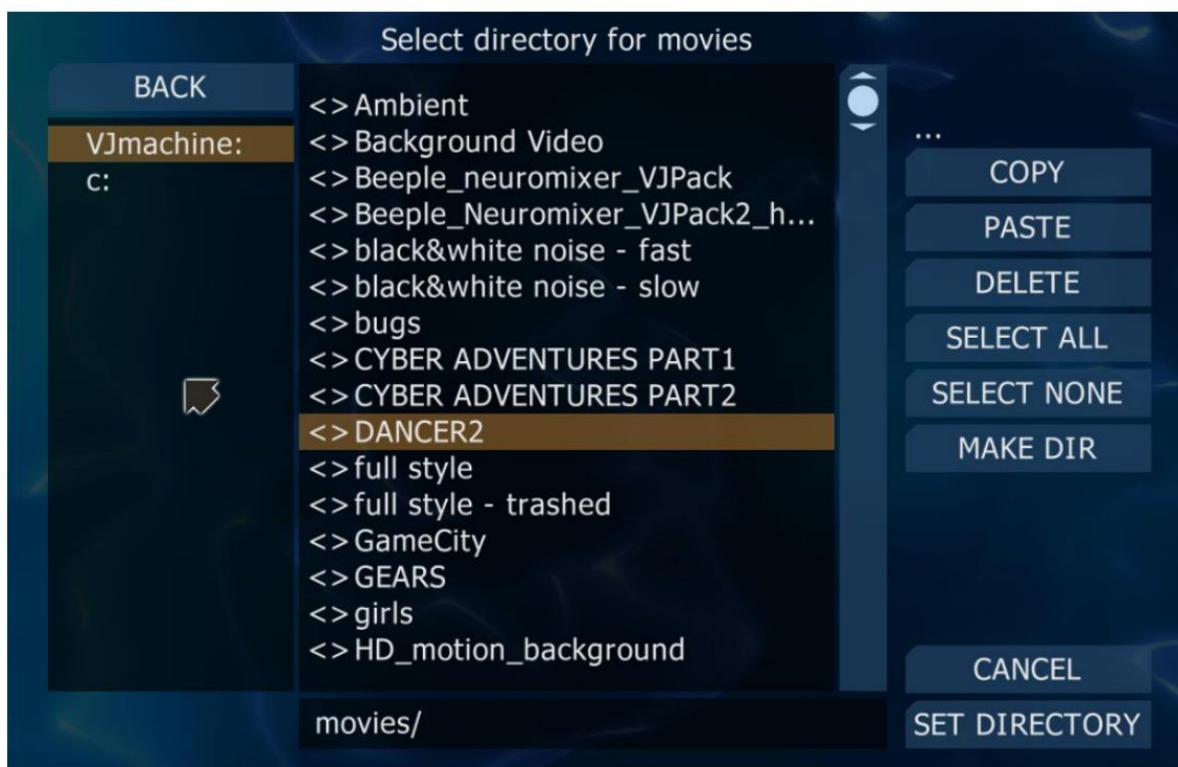 Select directory for movies
BACK
VJmachine:
c:
<> Ambient
<> Background Video
<> Beeple_neuromixer_VJPack
<> Beeple_Neuromixer_VJPack2_h...
<> black&white noise - fast
<> black&white noise - slow
<> bugs
<> CYBER ADVENTURES PART1
<> CYBER ADVENTURES PART2
<> DANCER2
<> full style
<> full style - trashed
<> GameCity
<> GEARS
<> girls
<> HD_motion_background
movies/
...
COPY
PASTE
DELETE
SELECT ALL
SELECT NONE
MAKE DIR
CANCEL
SET DIRECTORY